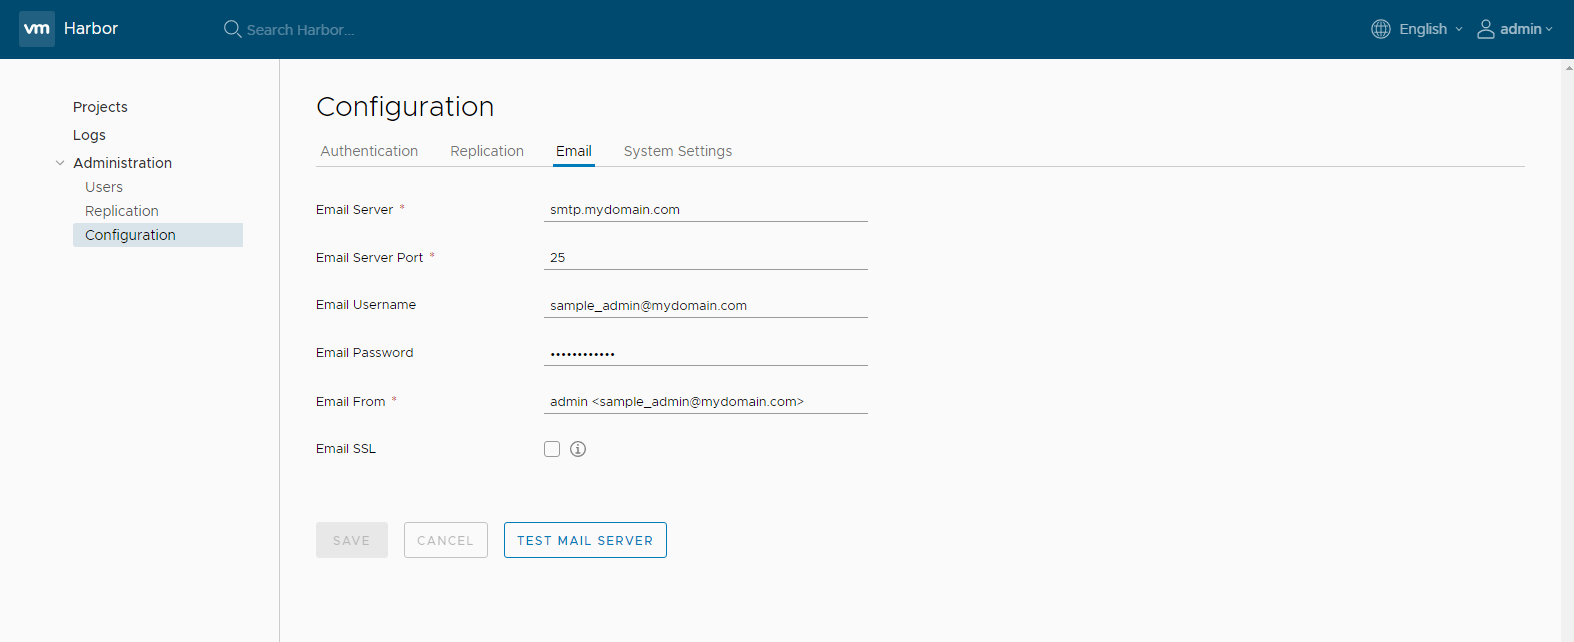 vm Harbor Search Harbor... English admin
Projects
Logs
Administration
Users
Replication
Configuration
Configuration
Authentication Replication Email System Settings
Email Server * smtp.mydomain.com
Email Server Port * 25
Email Username sample_admin@mydomain.com
Email Password ••••••••••••
Email From * admin <sample_admin@mydomain.com>
Email SSL
SAVE CANCEL TEST MAIL SERVER